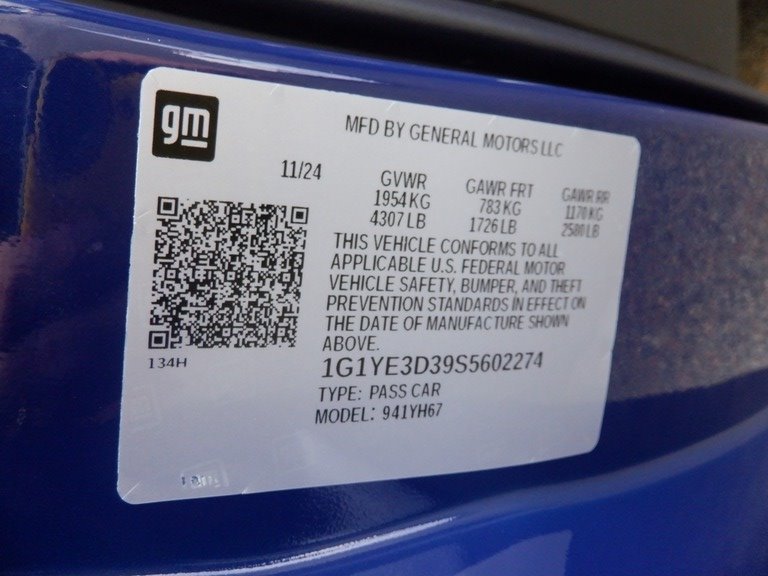 gm
MFD BY GENERAL MOTORS LLC
11/24
GVWR GAWR FRT GAWR RR
1954 KG 783 KG 1170 KG
4307 LB 1726 LB 2580 LB
THIS VEHICLE CONFORMS TO ALL
APPLICABLE U.S. FEDERAL MOTOR
VEHICLE SAFETY, BUMPER, AND THEFT
PREVENTION STANDARDS IN EFFECT ON
THE DATE OF MANUFACTURE SHOWN
ABOVE.
134H
1G1YE3D39S5602274
TYPE: PASS CAR
MODEL: 941YH67